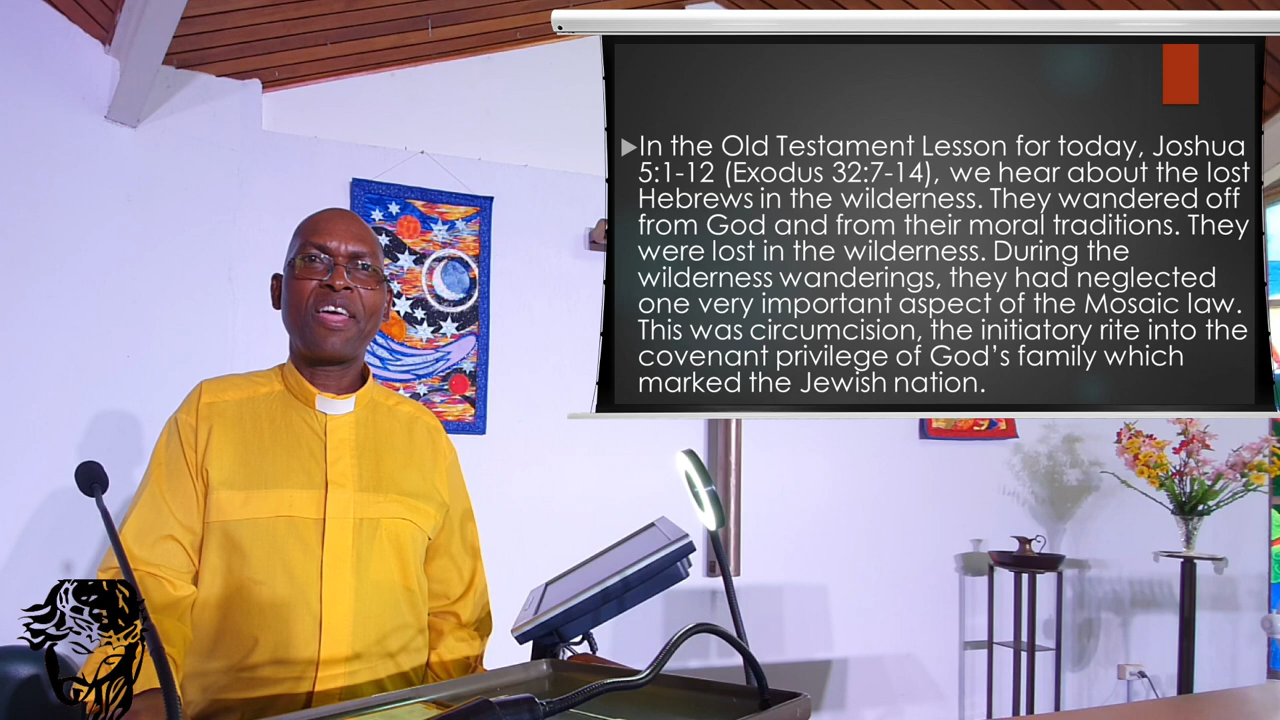 In the Old Testament Lesson for today, Joshua
5:1-12 (Exodus 32:7-14), we hear about the lost
Hebrews in the wilderness. They wandered off
from God and from their moral traditions. They
were lost in the wilderness. During the
wilderness wanderings, they had neglected
one very important aspect of the Mosaic law.
This was circumcision, the initiatory rite into the
covenant privilege of God's family which
marked the Jewish nation.